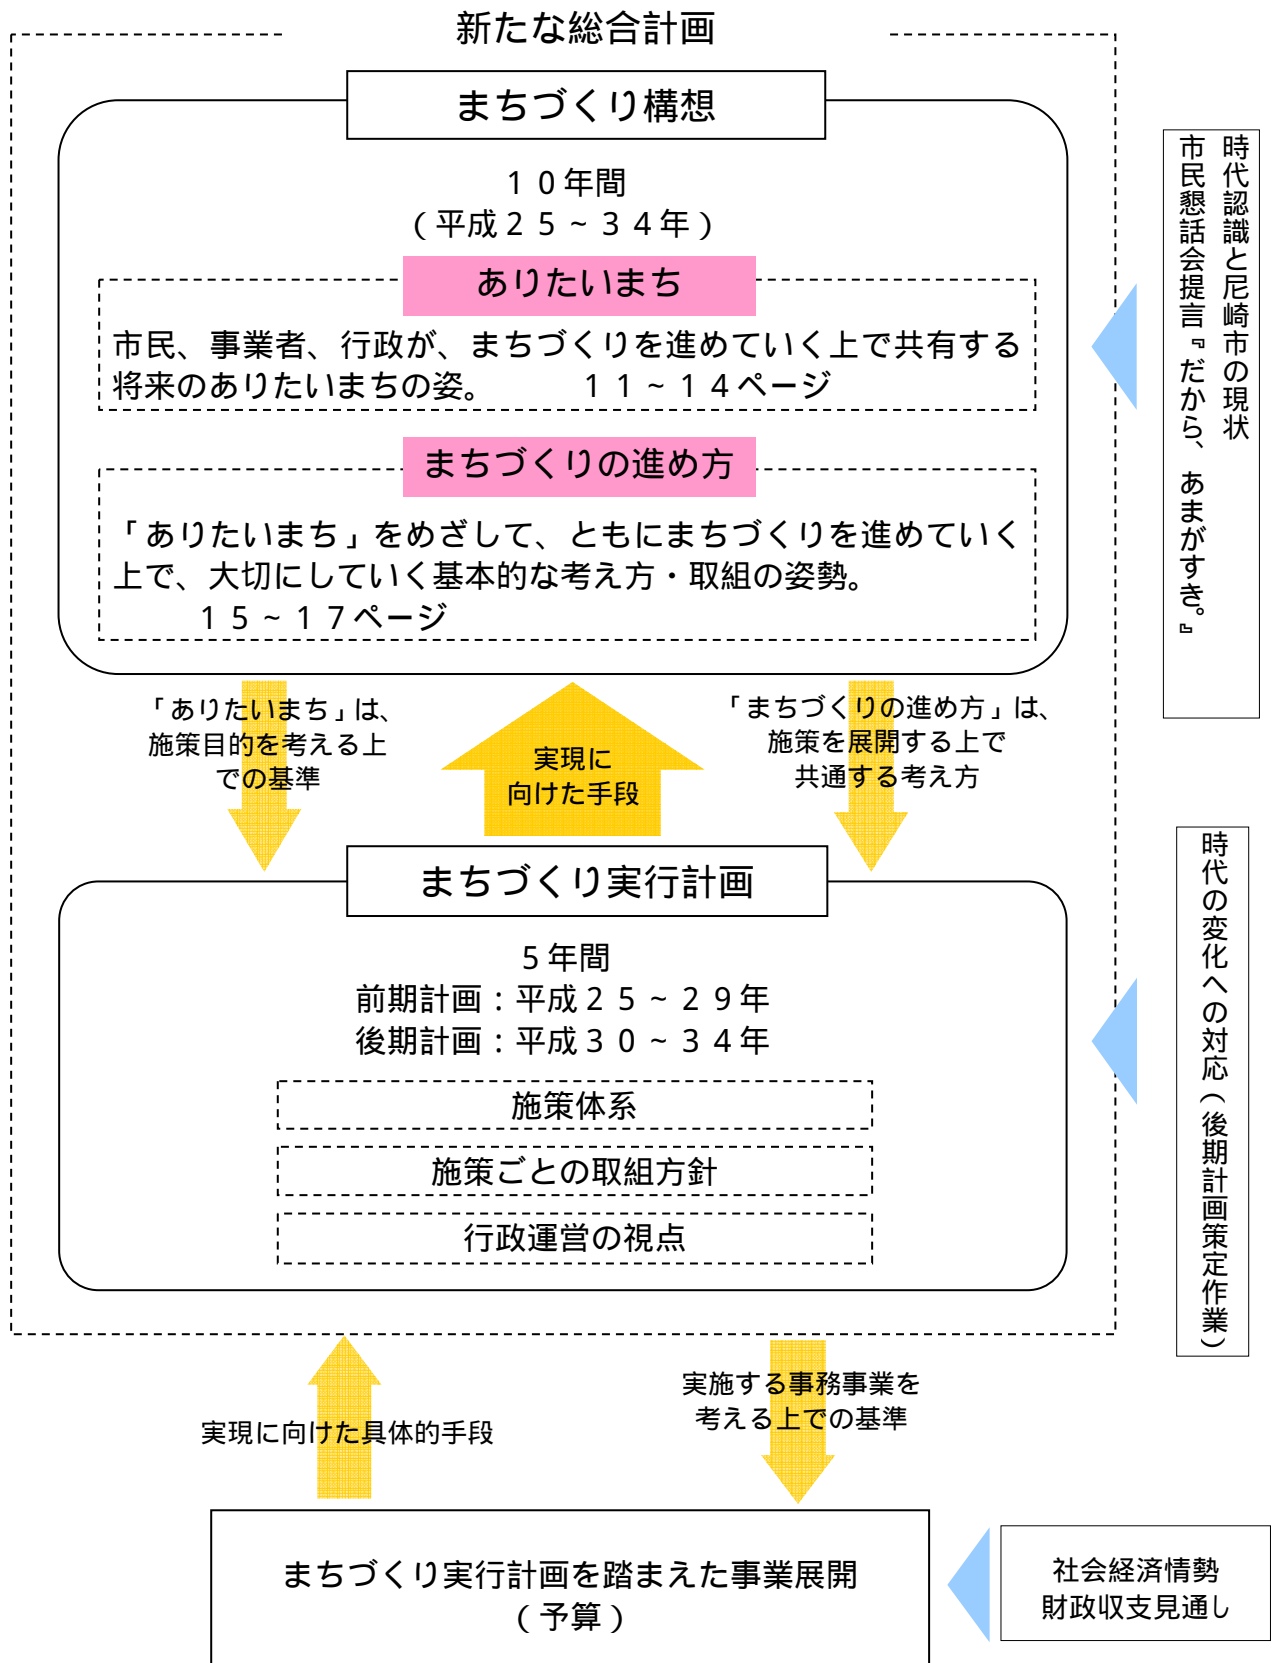 新たな総合計画
まちづくり構想
１０年間
（平成２５~３４年）
ありたいまち
市民、事業者、行政が、まちづくりを進めていく上で共有する
将来のありたいまちの姿。　　１１~１４ページ
まちづくりの進め方
「ありたいまち」をめざして、ともにまちづくりを進めていく
上で、大切にしていく基本的な考え方・取組の姿勢。
１５~１７ページ
時代認識と尼崎市の現状
市民懇話会提言『だから、あまがすき。』
「ありたいまち」は、
施策目的を考える上
での基準
実現に
向けた手段
「まちづくりの進め方」は、
施策を展開する上で
共通する考え方
まちづくり実行計画
５年間
前期計画：平成２５~２９年
後期計画：平成３０~３４年
施策体系
施策ごとの取組方針
行政運営の視点
時代の変化への対応（後期計画策定作業）
実現に向けた具体的手段
実施する事務事業を
考える上での基準
まちづくり実行計画を踏まえた事業展開
（予算）
社会経済情勢
財政収支見通し